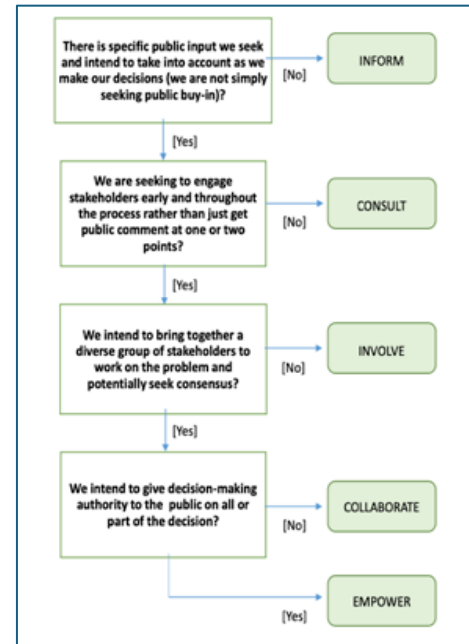 There is specific public input we seek
and intend to take into account as we
make our decisions (we are not simply
seeking public buy-in)?
[No]
INFORM
[Yes]
We are seeking to engage
stakeholders early and throughout
the process rather than just get
public comment at one or two
points?
[No]
CONSULT
[Yes]
We intend to bring together a
diverse group of stakeholders to
work on the problem and
potentially seek consensus?
[No]
INVOLVE
[Yes]
We intend to give decision-making
authority to the public on all or
part of the decision?
[No]
COLLABORATE
[Yes]
EMPOWER